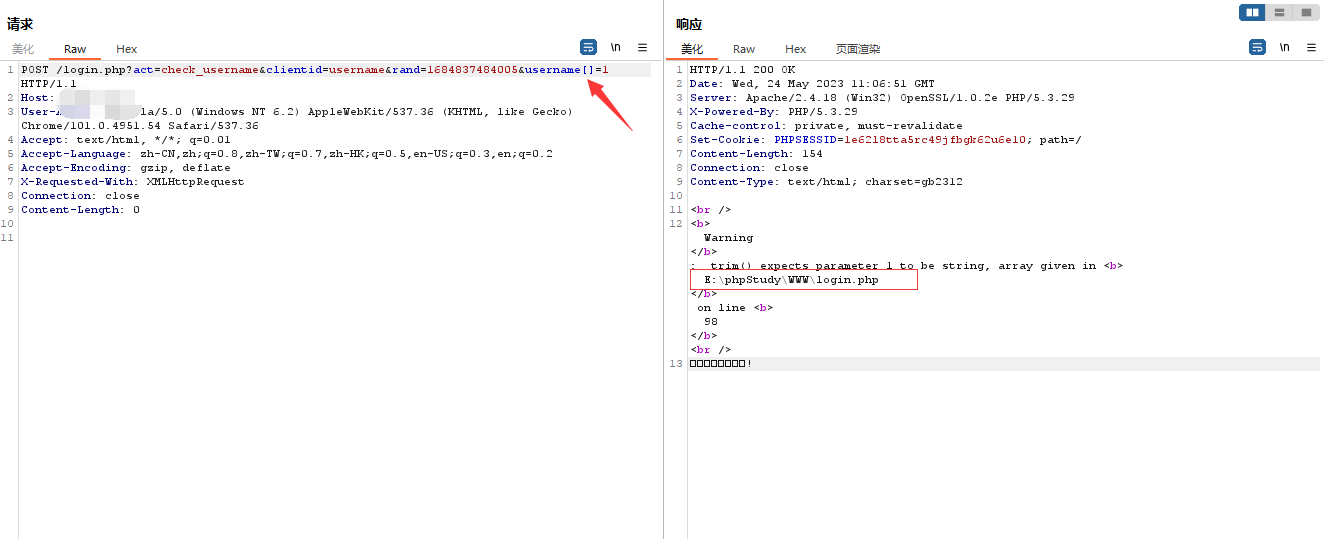 请求
美化 Raw Hex
\n
1 POST /login.php?act=check_username&clientid=username&rand=1684837484005&username[]=1
HTTP/1.1
2 Host:
3 User-A la/5.0 (Windows NT 6.2) AppleWebKit/537.36 (KHTML, like Gecko)
Chrome/101.0.4951.54 Safari/537.36
4 Accept: text/html, */*; q=0.01
5 Accept-Language: zh-CN,zh;q=0.8,zh-TW;q=0.7,zh-HK;q=0.5,en-US;q=0.3,en;q=0.2
6 Accept-Encoding: gzip, deflate
7 X-Requested-With: XMLHttpRequest
8 Connection: close
9 Content-Length: 0
10
11
响应
美化 Raw Hex 页面渲染
\n
1 HTTP/1.1 200 OK
2 Date: Wed, 24 May 2023 11:06:51 GMT
3 Server: Apache/2.4.18 (Win32) OpenSSL/1.0.2e PHP/5.3.29
4 X-Powered-By: PHP/5.3.29
5 Cache-control: private, must-revalidate
6 Set-Cookie: PHPSESSID=1e6218tta5rc49jfbgk62u6el0; path=/
7 Content-Length: 154
8 Connection: close
9 Content-Type: text/html; charset=gb2312
10
11 <br />
12 <b>
Warning
</b>
: trim() expects parameter 1 to be string, array given in <b>
E:\phpStudy\WWW\login.php
</b>
on line <b>
98
</b>
<br />
13 □□□□□□□□!